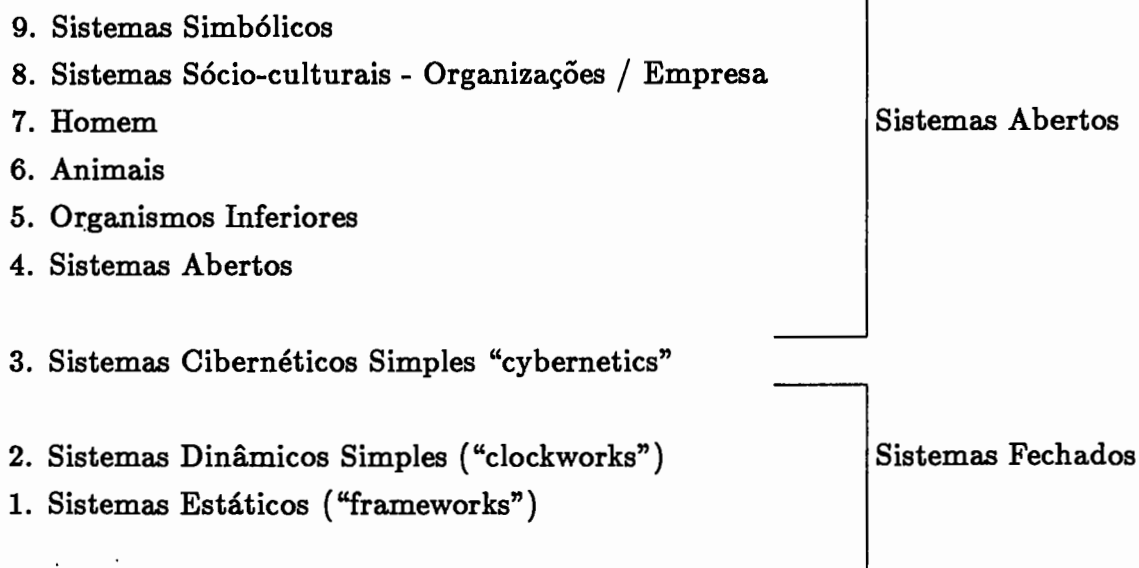 9. Sistemas Simbólicos
8. Sistemas Sócio-culturais - Organizações / Empresa
7. Homem
Sistemas Abertos
6. Animais
5. Organismos Inferiores
4. Sistemas Abertos
3. Sistemas Cibernéticos Simples “cybernetics”
2. Sistemas Dinâmicos Simples (“clockworks”)
Sistemas Fechados
1. Sistemas Estáticos (“frameworks”)